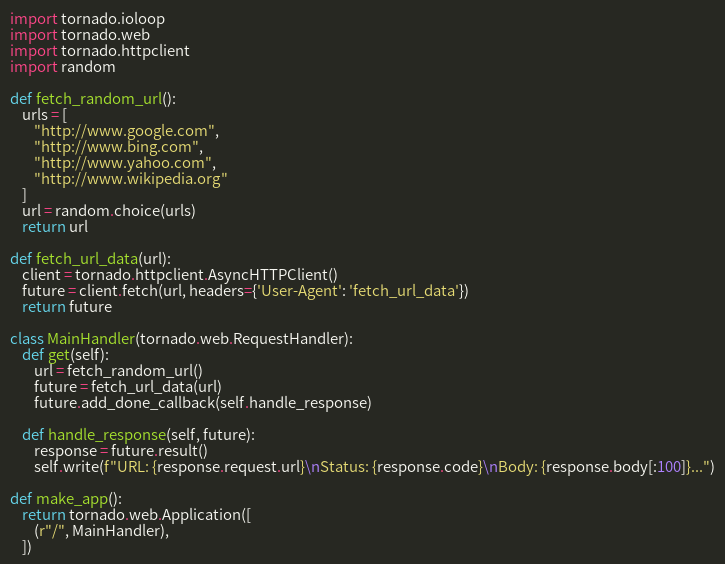 import tornado.ioloop
import tornado.web
import tornado.httpclient
import random

def fetch_random_url():
    urls = [
        "http://www.google.com",
        "http://www.bing.com",
        "http://www.yahoo.com",
        "http://www.wikipedia.org"
    ]
    url = random.choice(urls)
    return url

def fetch_url_data(url):
    client = tornado.httpclient.AsyncHTTPClient()
    future = client.fetch(url, headers={'User-Agent': 'fetch_url_data'})
    return future

class MainHandler(tornado.web.RequestHandler):
    def get(self):
        url = fetch_random_url()
        future = fetch_url_data(url)
        future.add_done_callback(self.handle_response)

    def handle_response(self, future):
        response = future.result()
        self.write(f"URL: {response.request.url}\nStatus: {response.code}\nBody: {response.body[:100]}...")

def make_app():
    return tornado.web.Application([
        (r"/", MainHandler),
    ])